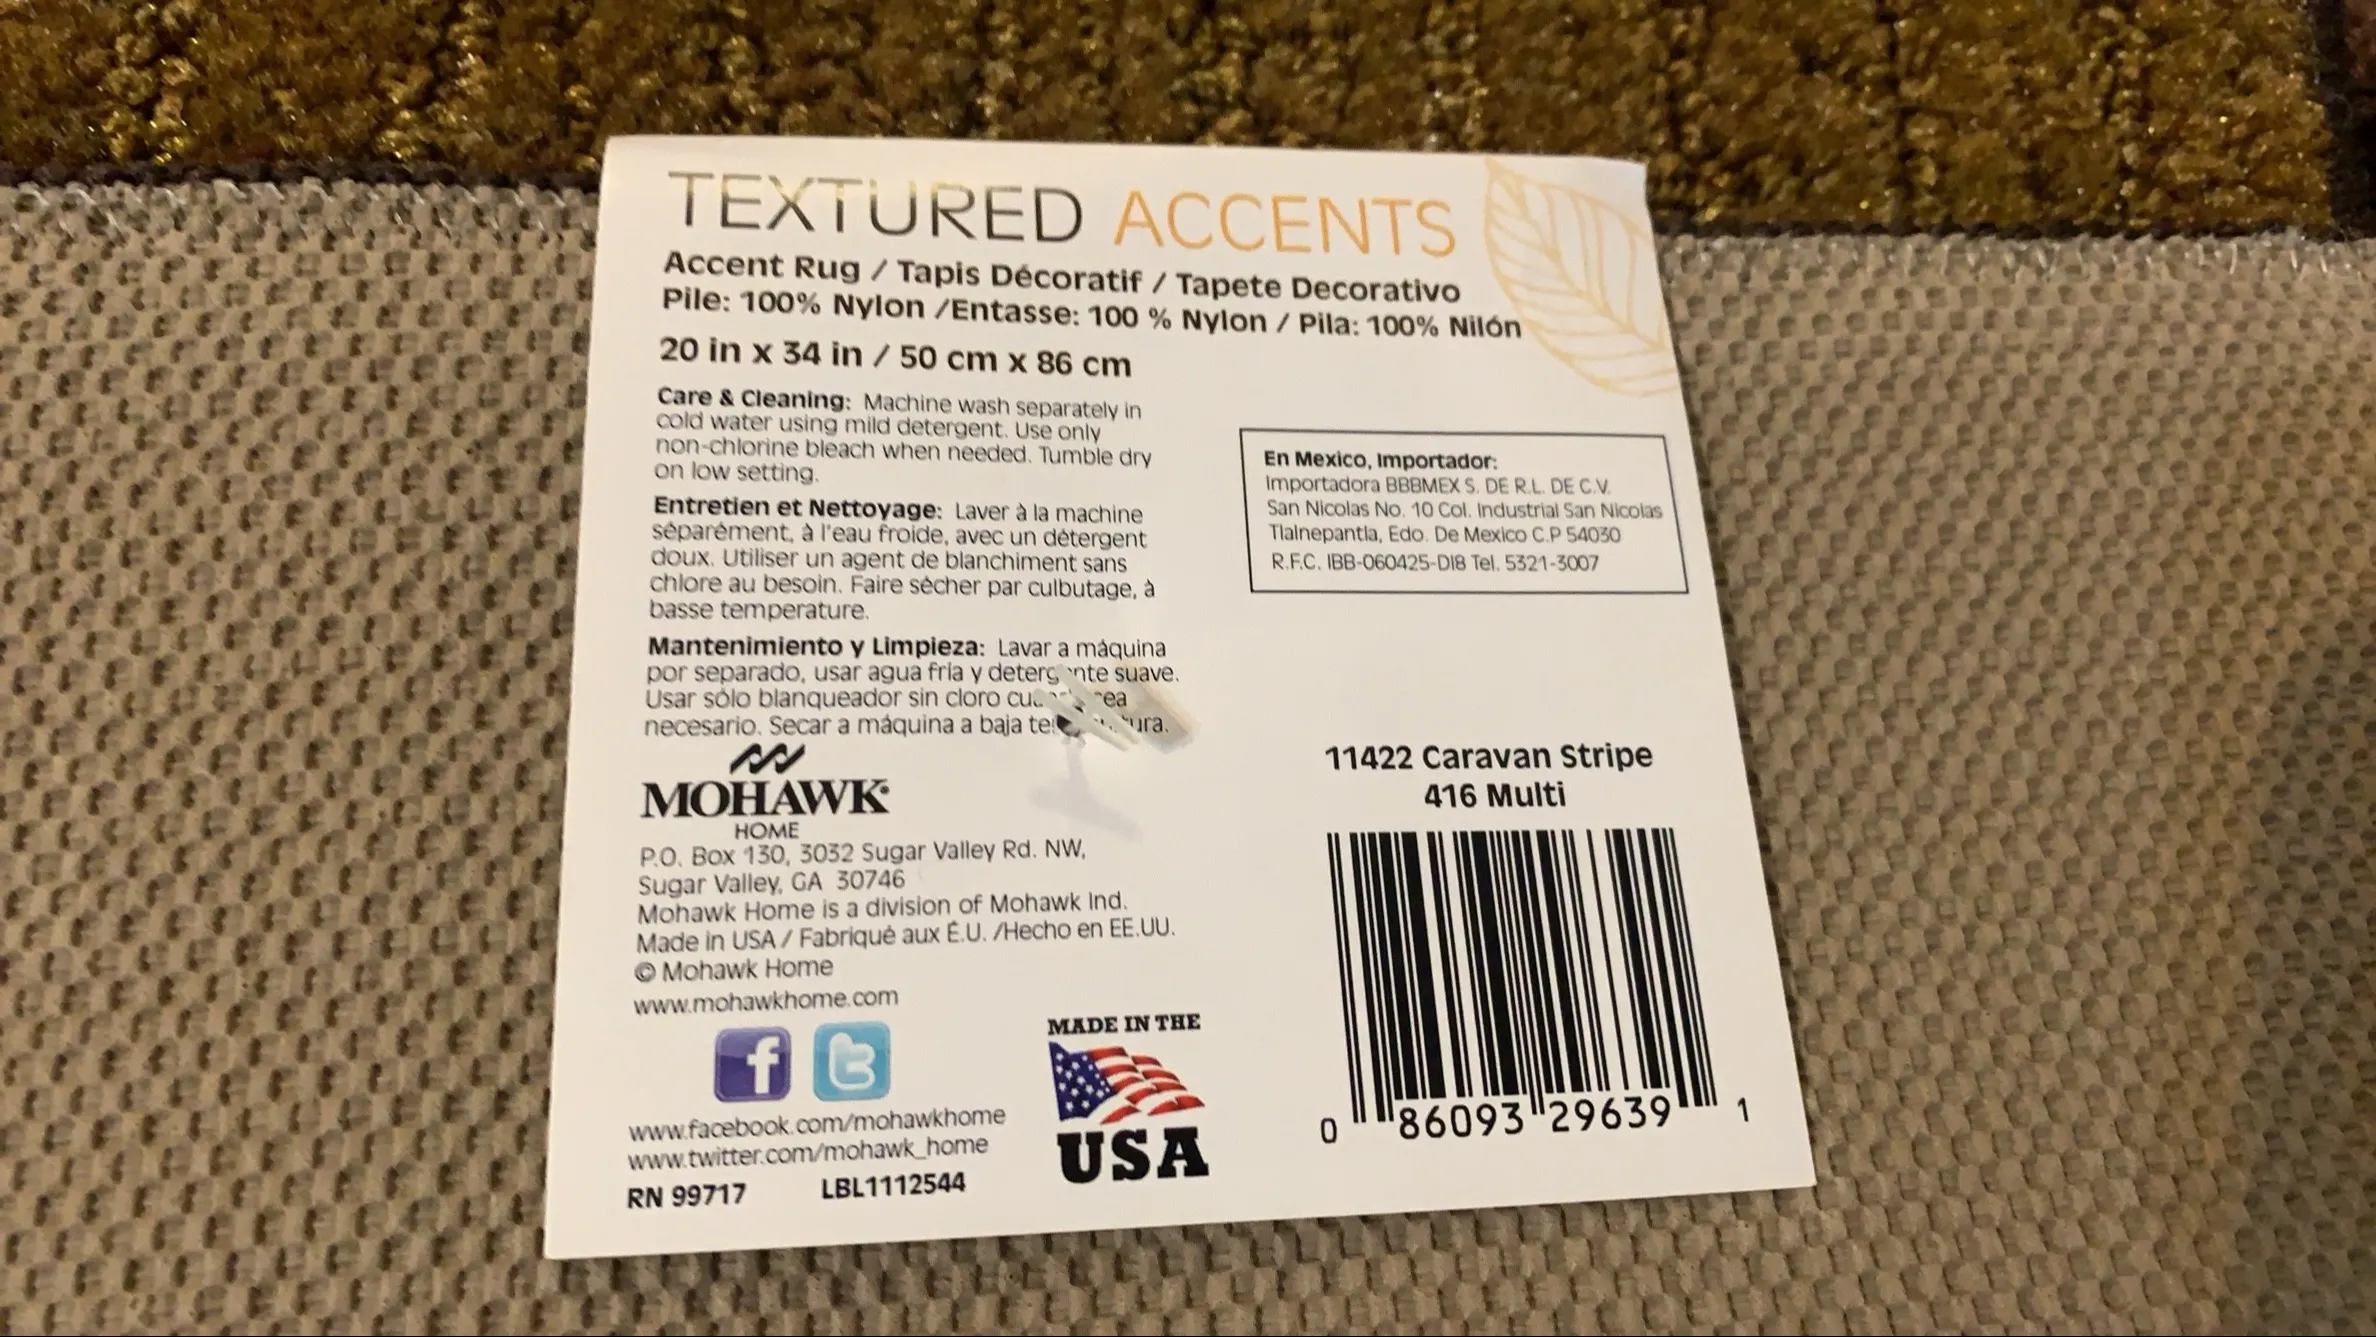 TEXTURED ACCENTS
Accent Rug / Tapis Décoratif / Tapete Decorativo
Pile: 100% Nylon /Entasse: 100 % Nylon / Pila: 100% Nilón
20 in x 34 in / 50 cm x 86 cm
Care & Cleaning: Machine wash separately in
cold water using mild detergent. Use only
non-chlorine bleach when needed. Tumble dry
on low setting.
Entretien et Nettoyage: Laver à la machine
séparément, à l'eau froide, avec un détergent
doux. Utiliser un agent de blanchiment sans
chlore au besoin. Faire sécher par culbutage, à
basse temperature.
Mantenimiento y Limpieza: Lavar a máquina
por separado, usar agua fría y suave.
Usar sólo blanqueador sin cloro
necesario. Secar a máquina a baja
MOHAWK
HOME
P.O. Box 130, 3032 Sugar Valley Rd. NW,
Sugar Valley, GA 30746
Mohawk Home is a division of Mohawk Ind.
Made in USA / Fabriqué aux É.U. /Hecho en EE.UU.
© Mohawk Home
www.mohawkhome.com
www.facebook.com/mohawkhome
www.twitter.com/mohawk_home
RN 99717 LBL1112544
MADE IN THE
USA
En Mexico, Importador:
Importadora BBBMEX S. DE R.L. DE C.V.
San Nicolas No. 10 Col. Industrial San Nicolas
Tlalnepantla, Edo. De Mexico C.P 54030
R.F.C. IBB-060425-DI8 Tel. 5321-3007
11422 Caravan Stripe
416 Multi
0 86093 29639 1